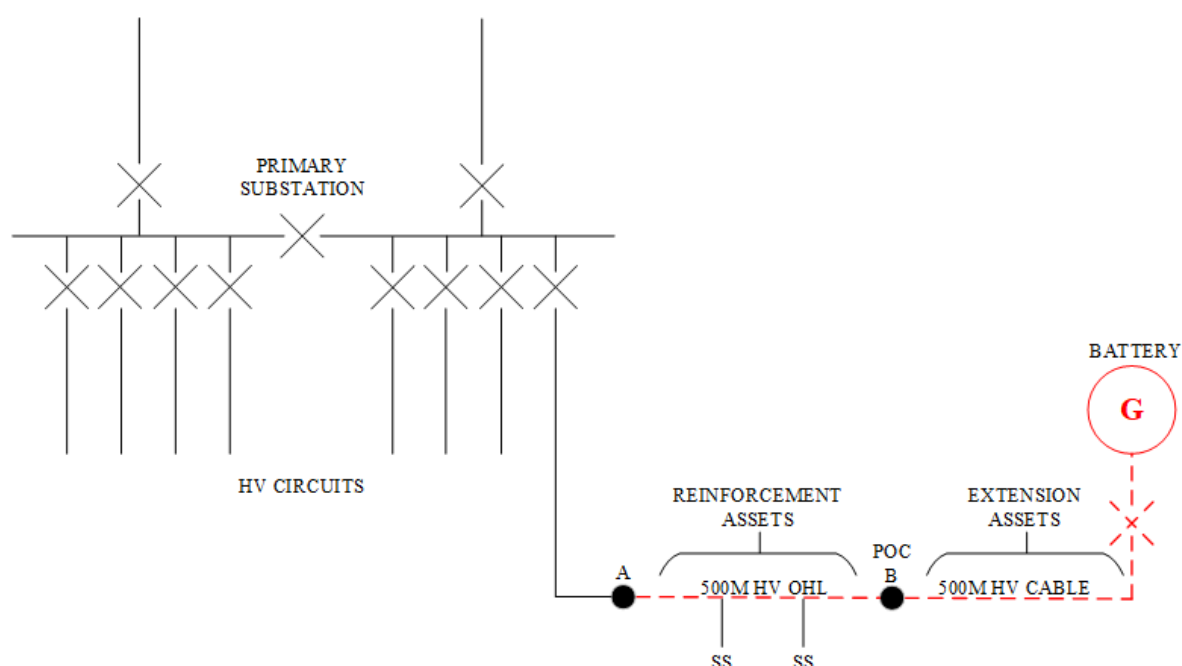 PRIMARY
SUBSTATION
BATTERY
G
HV CIRCUITS
REINFORCEMENT
ASSETS
EXTENSION
ASSETS
POC
A
B
500M HV OHL
500M HV CABLE
SS
SS